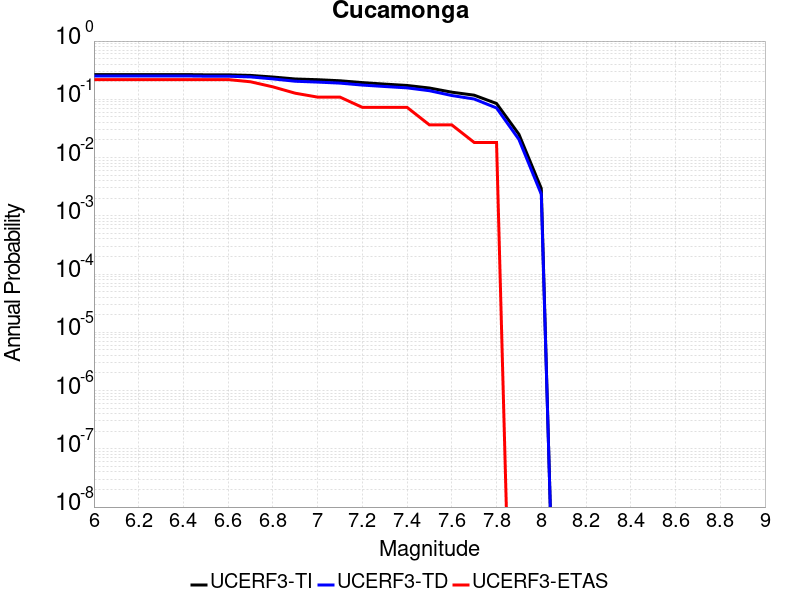 Cucamonga
10^0
10^-1
10^-2
10^-3
10^-4
10^-5
10^-6
10^-7
10^-8
Annual Probability
6 6.2 6.4 6.6 6.8 7 7.2 7.4 7.6 7.8 8 8.2 8.4 8.6 8.8 9
Magnitude
UCERF3-TI UCERF3-TD UCERF3-ETAS